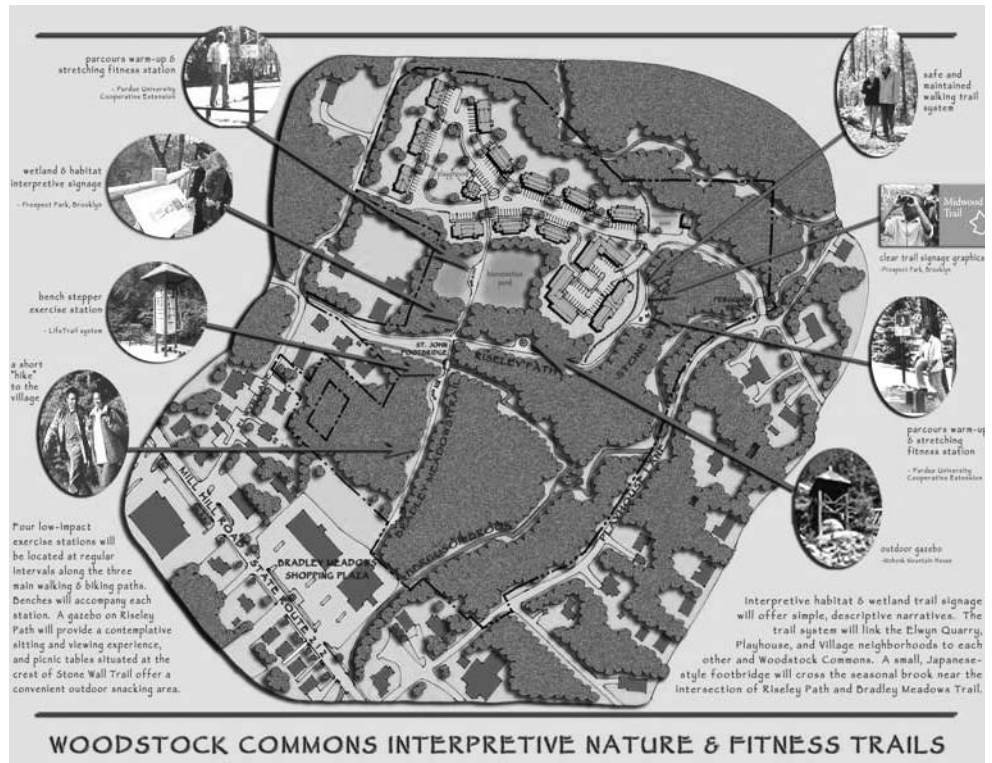 parcours warm-up &
stretching fitness station
- Purdue University
Cooperative Extension
wetland & habitat
interpretive signage
- Prospect Park, Brooklyn
bench stepper
exercise station
- LifeTrail system
a short
"hike"
to the
village
Four low-impact
exercise stations will
be located at regular
intervals along the three
main walking & biking paths.
Benches will accompany each
station. A gazebo on Riseley
Path will provide a contemplative
sitting and viewing experience,
and picnic tables situated at the
crest of Stone Wall Trail offer a
convenient outdoor snacking area.
playground
bioretention
pond
ST. JOHN
FOOTBRIDGE
RISELEY PATH
STONE
BRADLEY MEADOWS TRAIL
PLAYHOUSE LANE
BROOK
MILL HILL ROAD
STATE ROUTE 212
BRADLEY MEADOWS
SHOPPING PLAZA
safe and
maintained
walking trail
system
Midwood
Trail
clear trail signage graphics
-Prospect Park, Brooklyn
parcours warm-up
& stretching
fitness station
- Purdue University
Cooperative Extension
outdoor gazebo
-Mohonk Mountain House
Interpretive habitat & wetland trail signage
will offer simple, descriptive narratives. The
trail system will link the Elwyn Quarry,
Playhouse, and Village neighborhoods to each
other and Woodstock Commons. A small, Japanese-
style footbridge will cross the seasonal brook near the
intersection of Riseley Path and Bradley Meadows Trail.
WOODSTOCK COMMONS INTERPRETIVE NATURE & FITNESS TRAILS